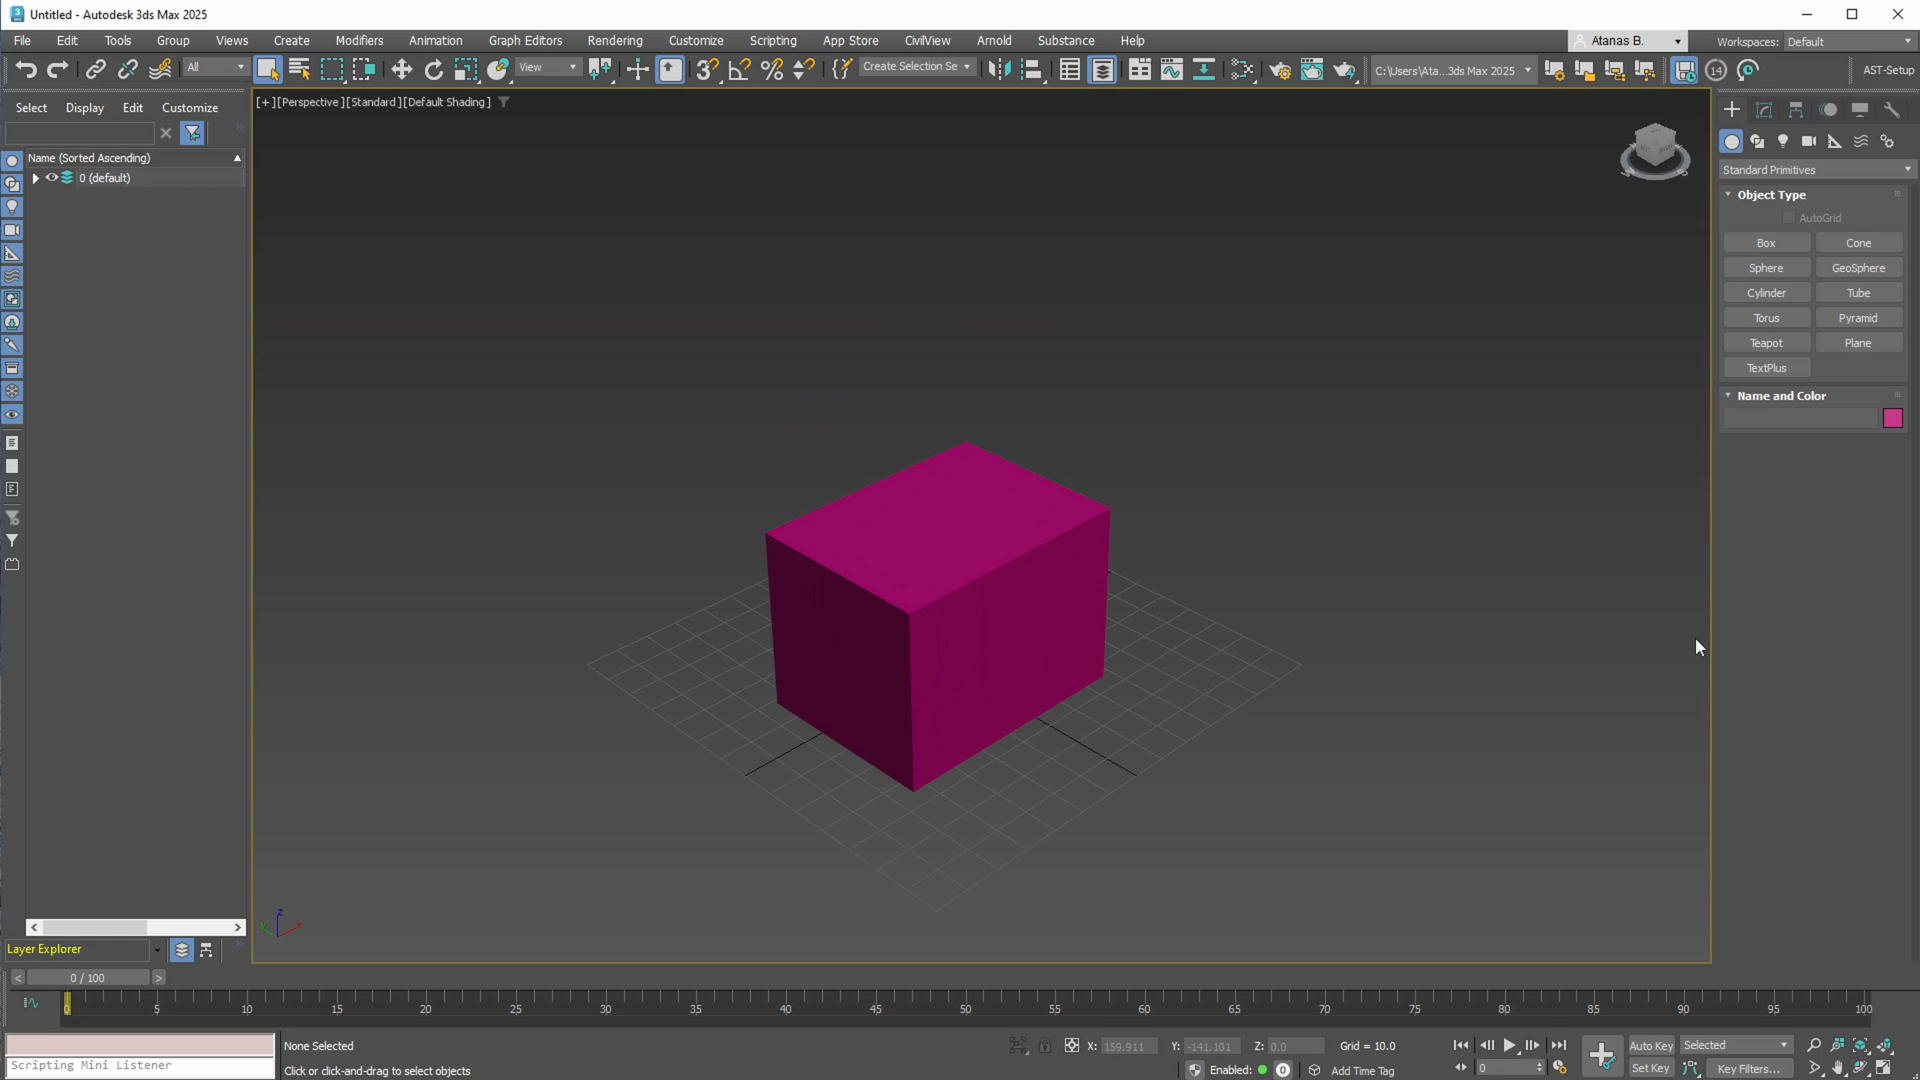 Untitled - Autodesk 3ds Max 2025
File Edit Tools Group Views Create Modifiers Animation Graph Editors Rendering Customize Scripting App Store CivilView Arnold Substance Help
Atanas B. Workspaces: Default
All View Create Selection Se C:\Users\Ata...3ds Max 2025 14 AST-Setup
Select Display Edit Customize
[+][Perspective][Standard][Default Shading]
Name (Sorted Ascending)
0 (default)
Standard Primitives
Object Type
AutoGrid
Box Cone
Sphere GeoSphere
Cylinder Tube
Torus Pyramid
Teapot Plane
TextPlus
Name and Color
z
x
Layer Explorer
< 0 / 100 >
0 5 10 15 20 25 30 35 40 45 50 55 60 65 70 75 80 85 90 95 100
None Selected X: 159.911 Y: -141.101 Z: 0.0 Grid = 10.0 Auto Key Selected
Scripting Mini Listener
Click or click-and-drag to select objects Enabled: 0 Add Time Tag 0 Set Key Key Filters...